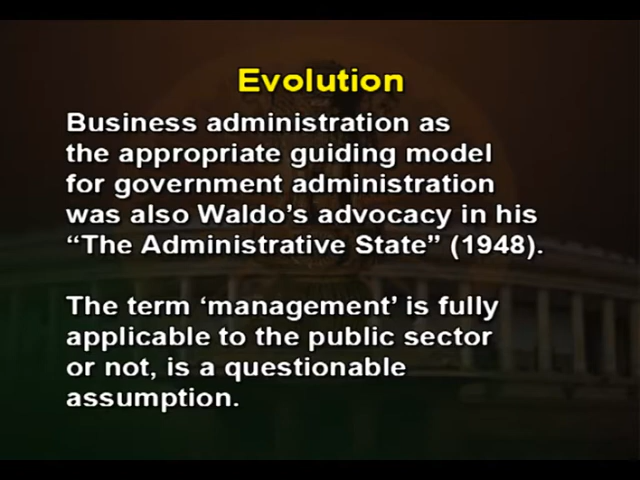 Evolution
Business administration as
the appropriate guiding model
for government administration
was also Waldo’s advocacy in his
“The Administrative State” (1948).
The term ‘management’ is fully
applicable to the public sector
or not, is a questionable
assumption.